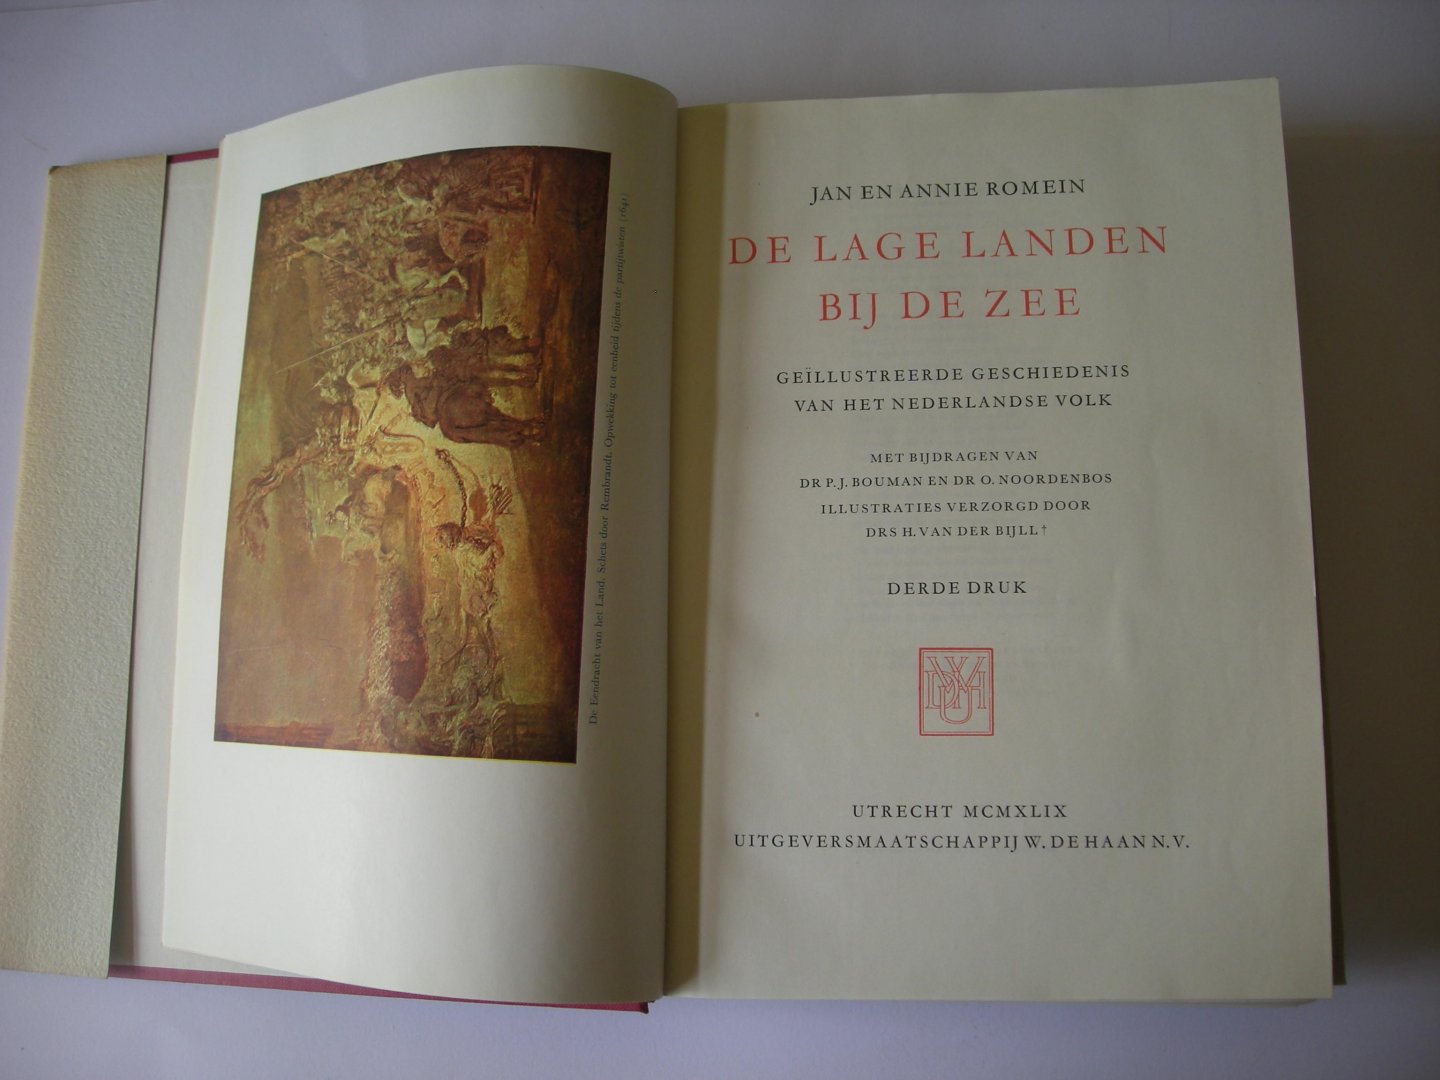 De Eendracht van het Land. Schets door Rembrandt. Opwekking tot eenheid tijdens de partijtwisten (1641)
JAN EN ANNIE ROMEIN
DE LAGE LANDEN
BIJ DE ZEE
GEÏLLUSTREERDE GESCHIEDENIS
VAN HET NEDERLANDSE VOLK
MET BIJDRAGEN VAN
DR P. J. BOUMAN EN DR O. NOORDENBOS
ILLUSTRATIES VERZORGD DOOR
DRS H. VAN DER BIJLL †
DERDE DRUK
UTRECHT MCMXLIX
UITGEVERSMAATSCHAPPIJ W. DE HAAN N.V.